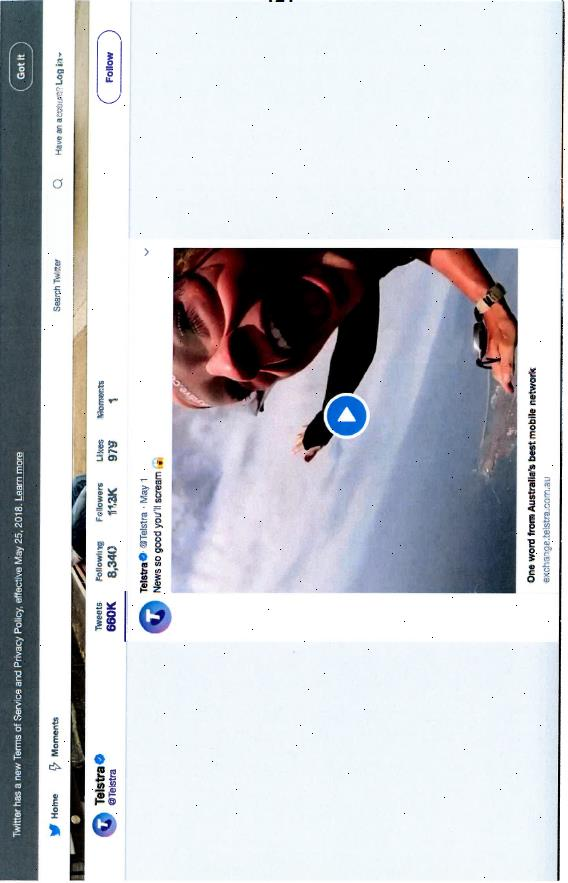 Twitter has a new Terms of Service and Privacy Policy, effective May 25, 2018. Learn more
Got it
Home Moments
Search Twitter
Have an account? Log in
Telstra
@Telstra
Tweets
660K
Following
8,340
Followers
113K
Likes
979
Moments
1
Follow
Telstra @Telstra · May 1
News so good you'll scream 😱
One word from Australia's best mobile network
exchange.telstra.com.au